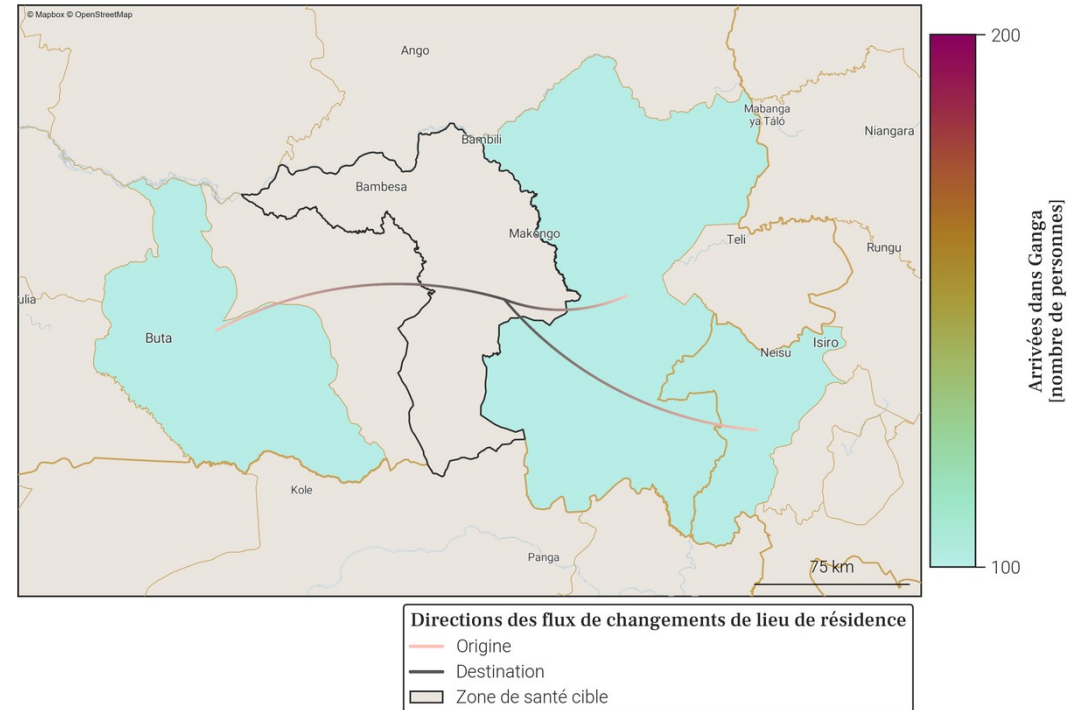 © Mapbox © OpenStreetMap
Ango
Mabanga
ya Táló
Niangara
Bambili
Bambesa
Makongo
Teli
Rungu
ulia
Buta
Neisu
Isiro
Kole
Panga
75 km
200
100
Arrivées dans Ganga
[nombre de personnes]
Directions des flux de changements de lieu de résidence
Origine
Destination
Zone de santé cible